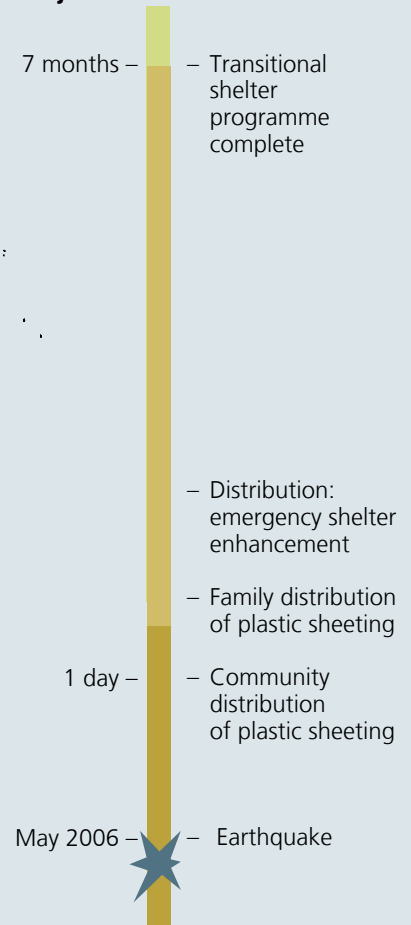 7 months –
– Transitional
shelter
programme
complete
– Distribution:
emergency shelter
enhancement
– Family distribution
of plastic sheeting
1 day –
– Community
distribution
of plastic sheeting
May 2006 –
– Earthquake